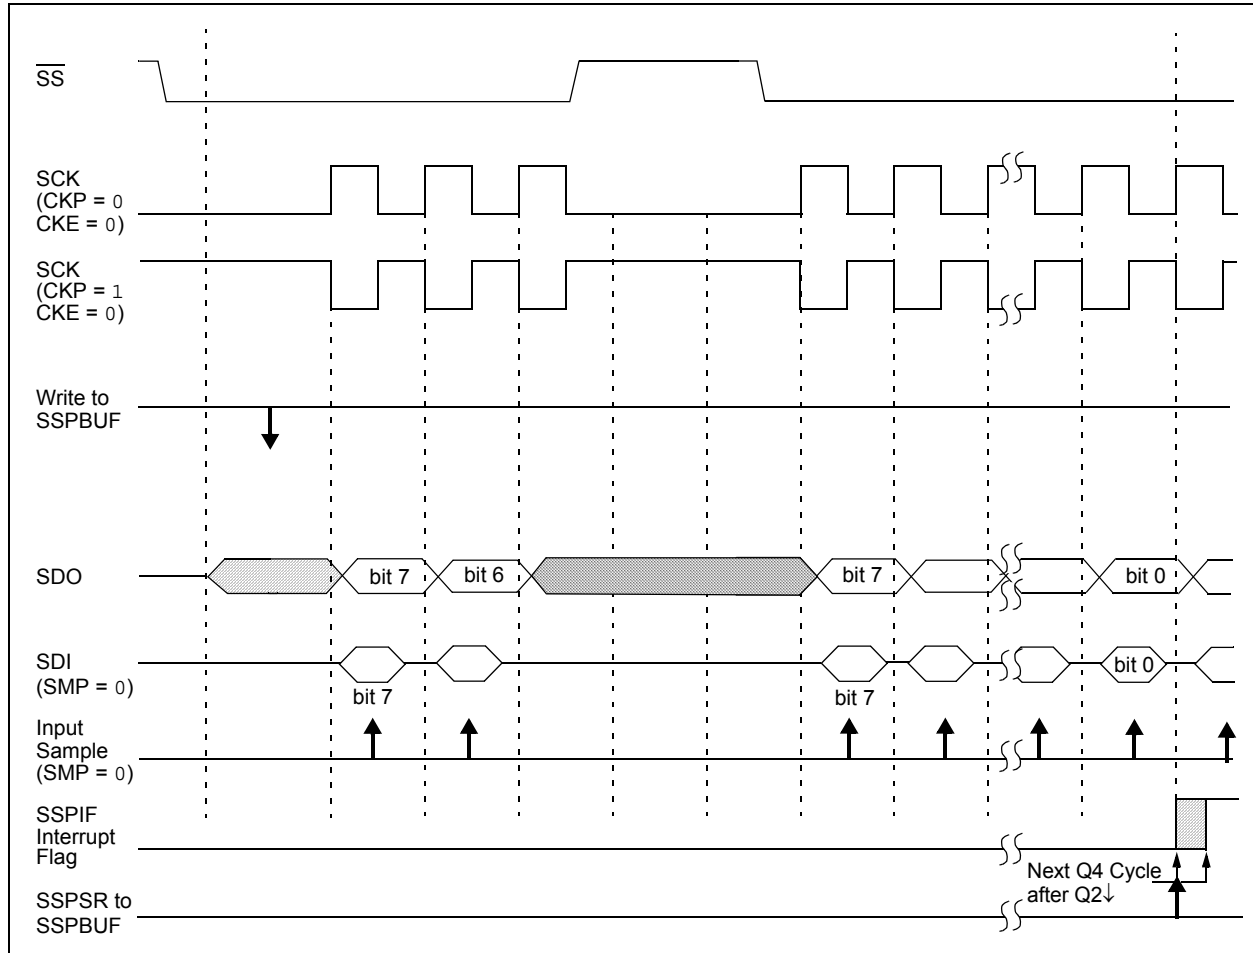 SS
SCK
(CKP = 0
CKE = 0)
SCK
(CKP = 1
CKE = 0)
Write to
SSPBUF
SDO
bit 7
bit 6
bit 7
bit 0
SDI
(SMP = 0)
bit 7
bit 7
bit 0
Input
Sample
(SMP = 0)
SSPIF
Interrupt
Flag
Next Q4 Cycle
after Q2↓
SSPSR to
SSPBUF